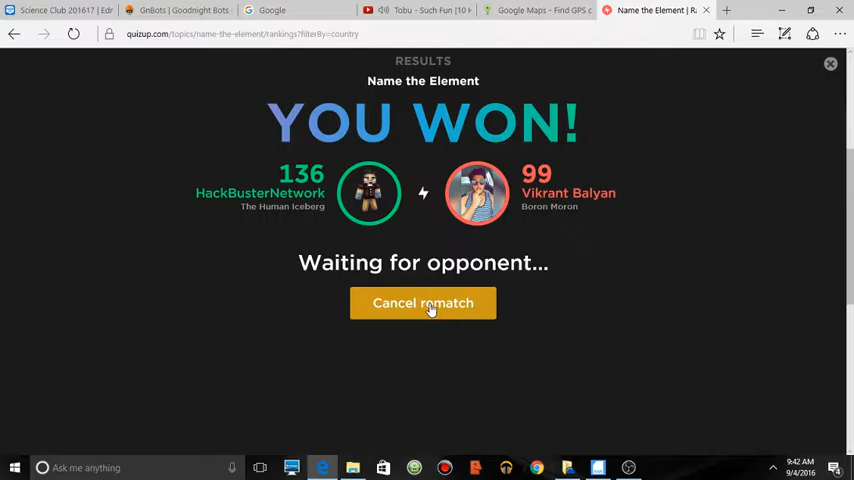 Science Club 201617 | Edr
GnBots | Goodnight Bots -
Google
Tobu - Such Fun [10 H
Google Maps - Find GPS c
Name the Element | Ra
quizup.com/topics/name-the-element/rankings?filterBy=country
RESULTS
Name the Element
YOU WON!
136
99
HackBusterNetwork
Vikrant Balyan
The Human Iceberg
Boron Moron
Waiting for opponent...
Cancel rematch
Ask me anything
9:42 AM
9/4/2016
4